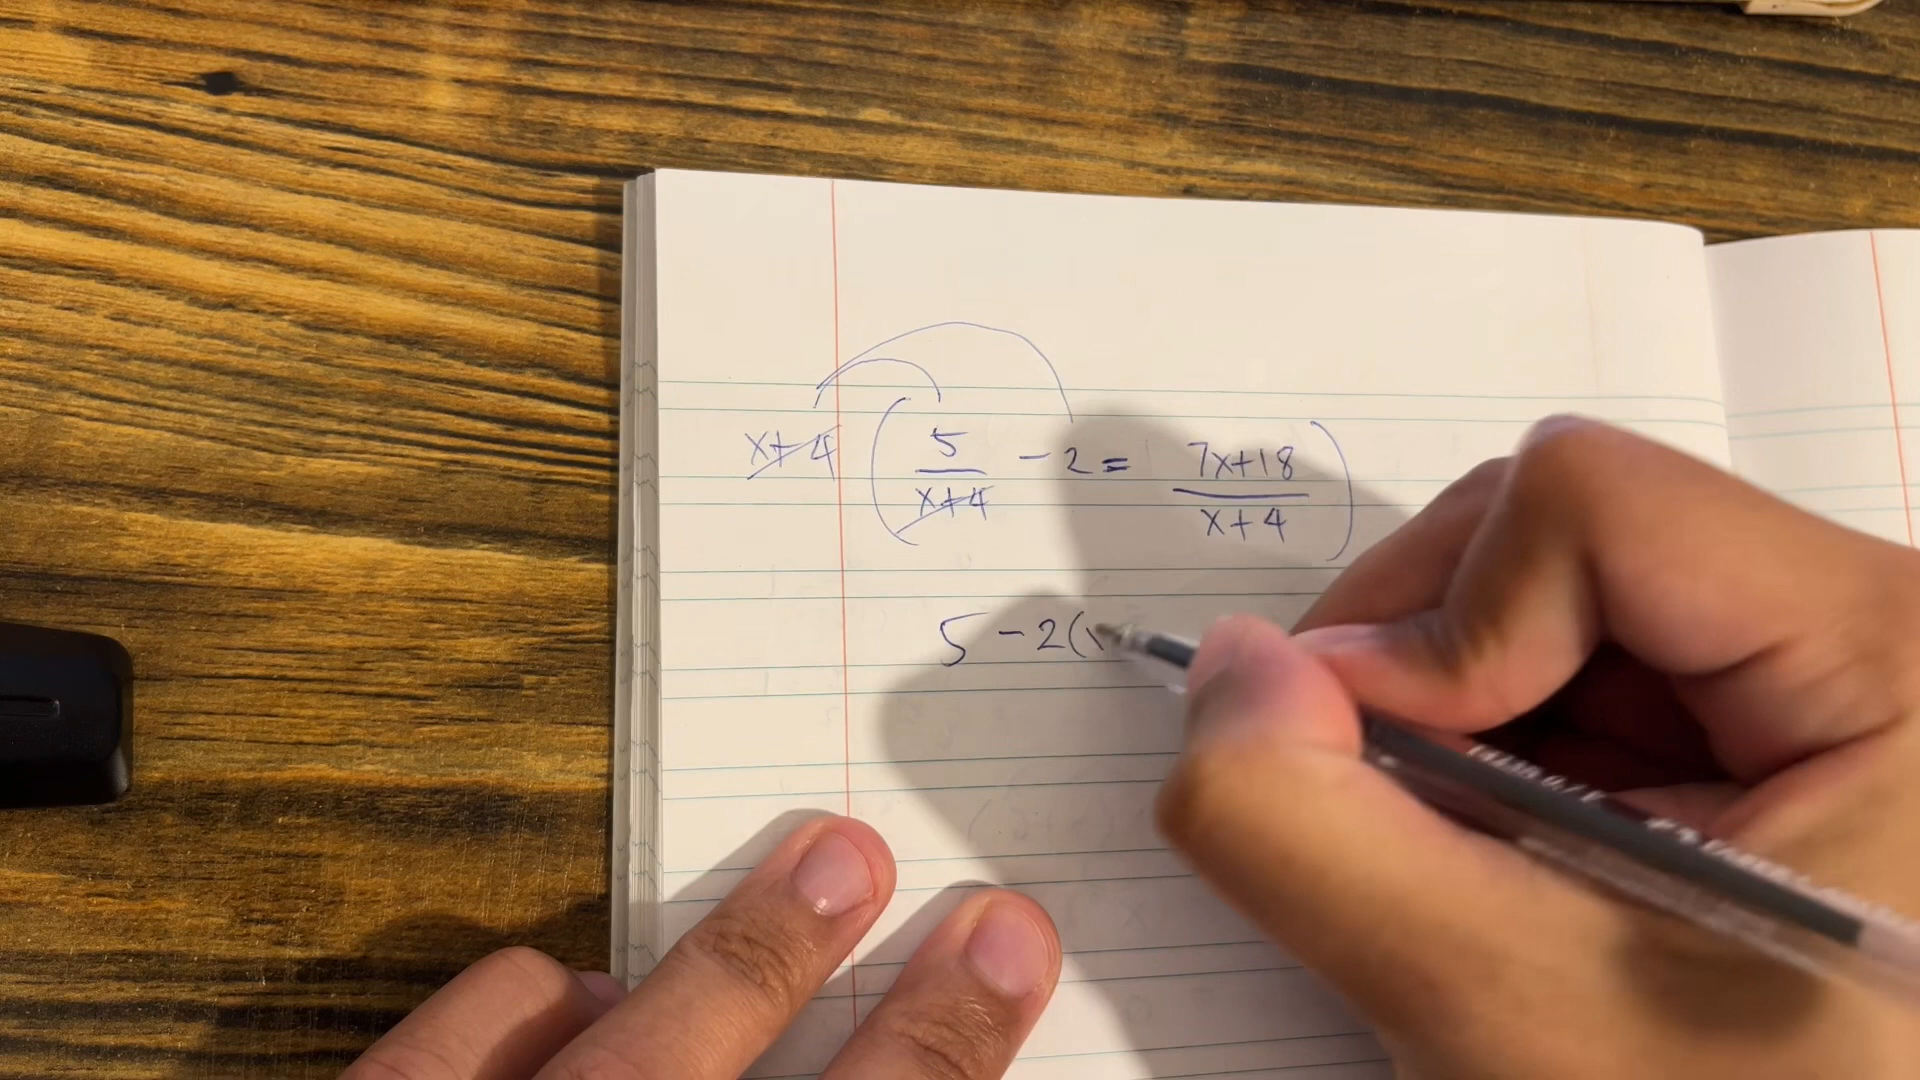 x+4 ( 5/x+4 - 2 = 7x+18/x+4 )
5 - 2(